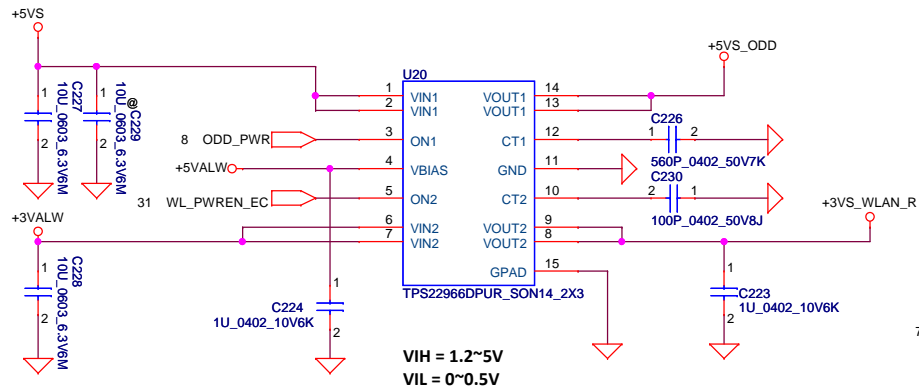 +5VS
+5VS_ODD
U20
1 VIN1 VOUT1 14
2 VIN1 VOUT1 13
8 ODD_PWR 3 ON1 CT1 12
1 C226 2
560P_0402_50V7K
+5VALW 4 VBIAS GND 11
31 WL_PWREN_EC 5 ON2 CT2 10
2 C230 1
100P_0402_50V8J
+3VS_WLAN_R
+3VALW
6 VIN2 VOUT2 9
7 VIN2 VOUT2 8
GPAD 15
TPS22966DPUR_SON14_2X3
1
C227
10U_0603_6.3V6M
2
1
@
C229
10U_0603_6.3V6M
2
1
C228
10U_0603_6.3V6M
2
1
C224
1U_0402_10V6K
2
1
C223
1U_0402_10V6K
2
7
VIH = 1.2~5V
VIL = 0~0.5V